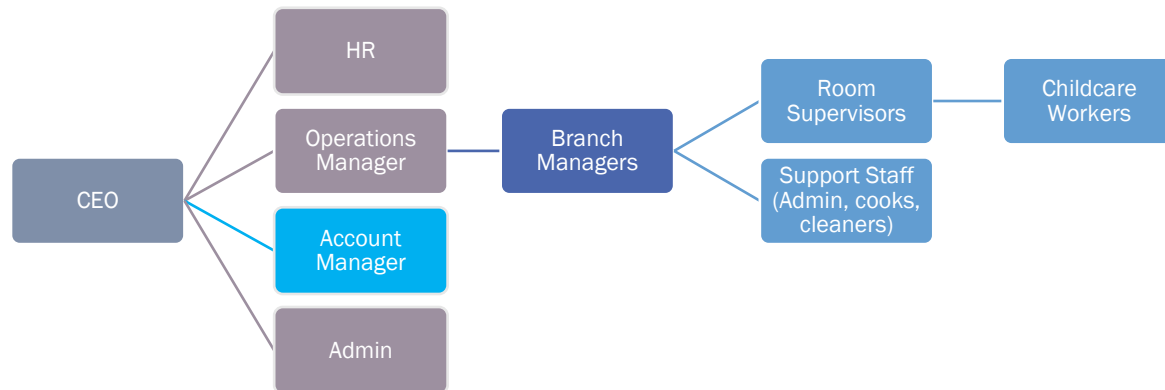 CEO
HR
Operations
Manager
Account
Manager
Admin
Branch
Managers
Room
Supervisors
Support Staff
(Admin, cooks,
cleaners)
Childcare
Workers